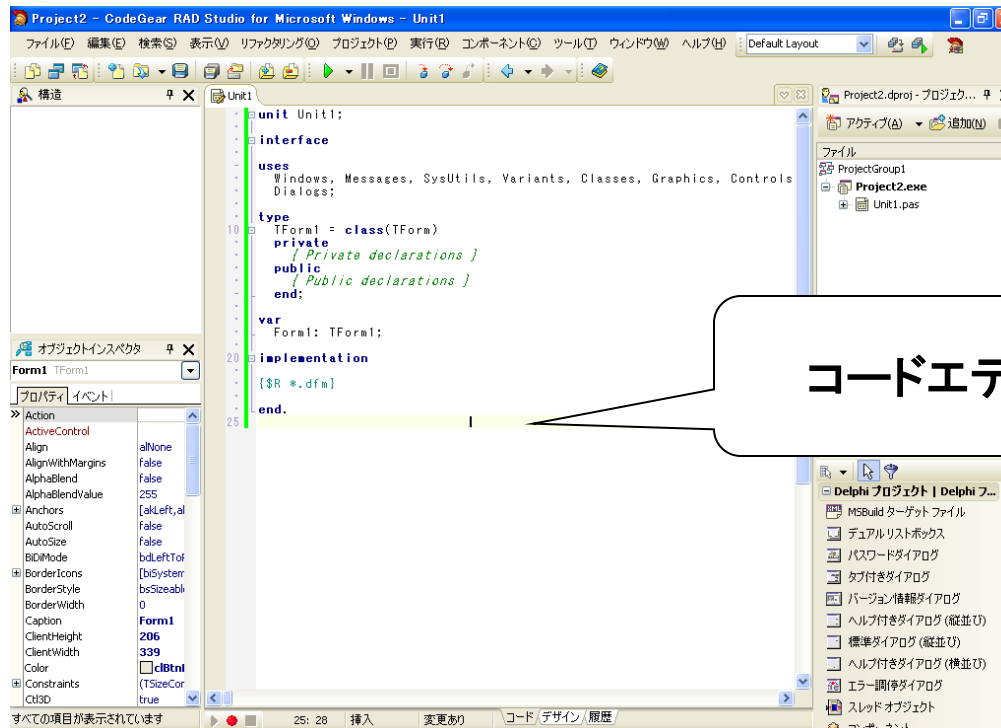 Project2 - CodeGear RAD Studio for Microsoft Windows - Unit1
ファイル(F) 編集(E) 検索(S) 表示(V) リファクタリング(O) プロジェクト(P) 実行(R) コンポーネント(C) ツール(T) ウィンドウ(W) ヘルプ(H) Default Layout
構造
Unit1
unit Unit1;
interface
uses
Windows, Messages, SysUtils, Variants, Classes, Graphics, Controls
Dialogs;
type
10 TForm1 = class(TForm)
private
{ Private declarations }
public
{ Public declarations }
end;
var
Form1: TForm1;
20 implementation
{$R *.dfm}
end.
25
コードエデ
Project2.dproj - プロジェク...
アクティブ(A) 追加(N)
ファイル
ProjectGroup1
Project2.exe
Unit1.pas
オブジェクトインスペクタ
Form1 TForm1
プロパティ イベント
Action
ActiveControl
Align alNone
AlignWithMargins false
AlphaBlend false
AlphaBlendValue 255
Anchors [akLeft,al
AutoScroll false
AutoSize false
BiDiMode bdLeftToR
BorderIcons [biSystem
BorderStyle bsSizeabl
BorderWidth 0
Caption Form1
ClientHeight 206
ClientWidth 339
Color clBtnF
Constraints (TSizeCor
Ctl3D true
すべての項目が表示されています
25: 28 挿入 変更あり コード デザイン 履歴
Delphi プロジェクト | Delphi フ...
MSBuild ターゲット ファイル
デュアル リストボックス
パスワードダイアログ
タブ付きダイアログ
バージョン情報ダイアログ
ヘルプ付きダイアログ (縦並び)
標準ダイアログ (縦並び)
ヘルプ付きダイアログ (横並び)
エラー調停ダイアログ
スレッド オブジェクト
コンポーネント